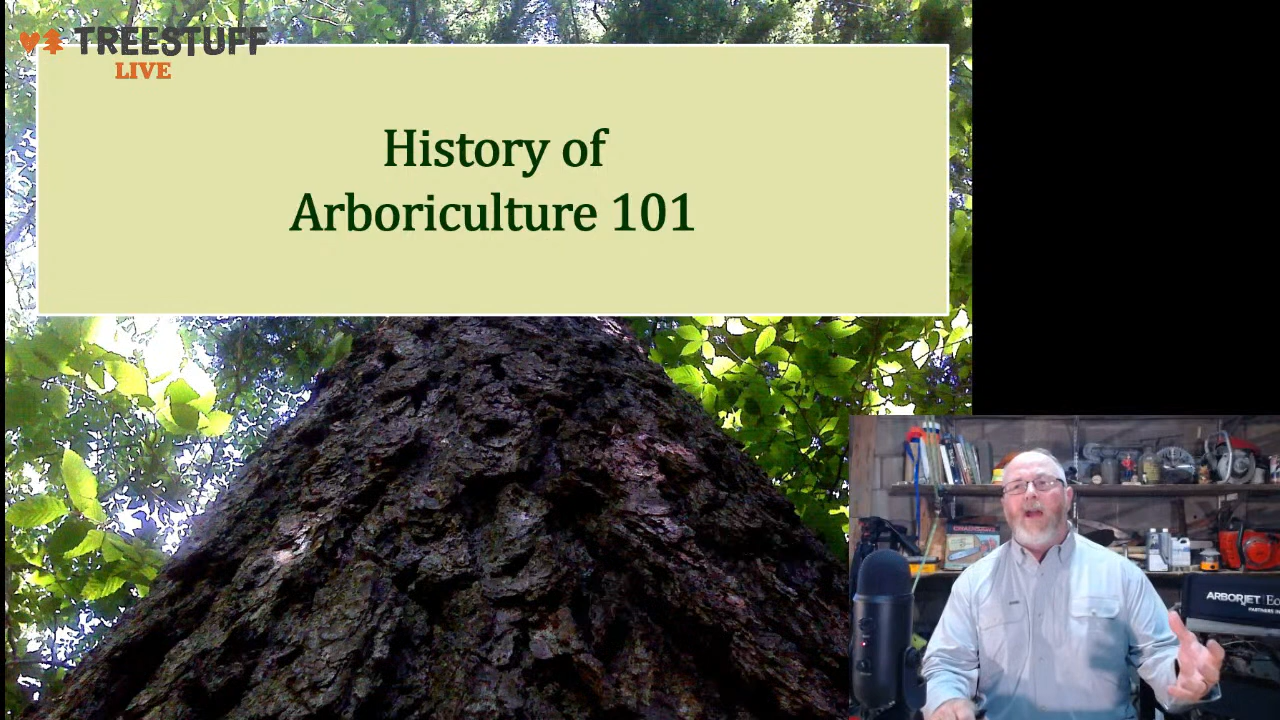 TREESTUFF
LIVE
History of
Arboriculture 101
ARBORJET